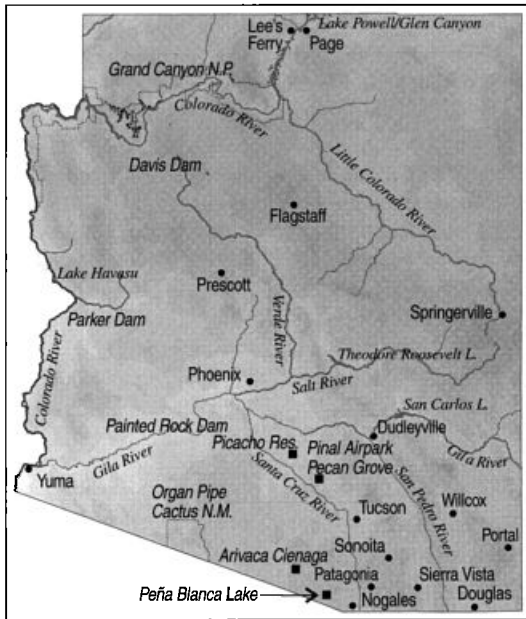 Lake Powell/Glen Canyon
Lee's
Ferry
Page
Grand Canyon N.P.
Colorado River
Little Colorado River
Davis Dam
Flagstaff
Lake Havasu
Prescott
Verde River
Springerville
Parker Dam
Colorado River
Theodore Roosevelt L.
Phoenix
Salt River
San Carlos L.
Painted Rock Dam
Dudleyville
Picacho Res.
Pinal Airpark
Pecan Grove
Gila River
Gila River
Yuma
Santa Cruz River
San Pedro River
Organ Pipe
Cactus N.M.
Tucson
Willcox
Portal
Sonoita
Arivaca Cienaga
Patagonia
Sierra Vista
Peña Blanca Lake
Nogales
Douglas